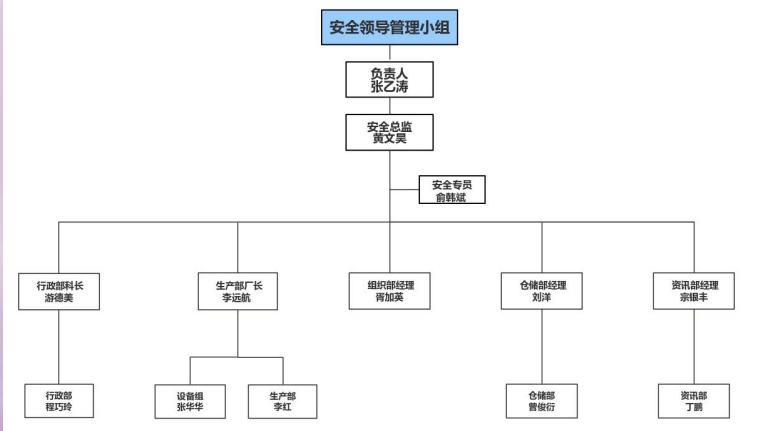 安全领导管理小组
负责人
张乙涛
安全总监
黄文昊
安全专员
俞韩斌
行政部科长
游德美
生产部厂长
李远航
组织部经理
胥加英
仓储部经理
刘洋
资讯部经理
宗银丰
行政部
程巧玲
设备组
张华华
生产部
李红
仓储部
曾俊衍
资讯部
丁鹏